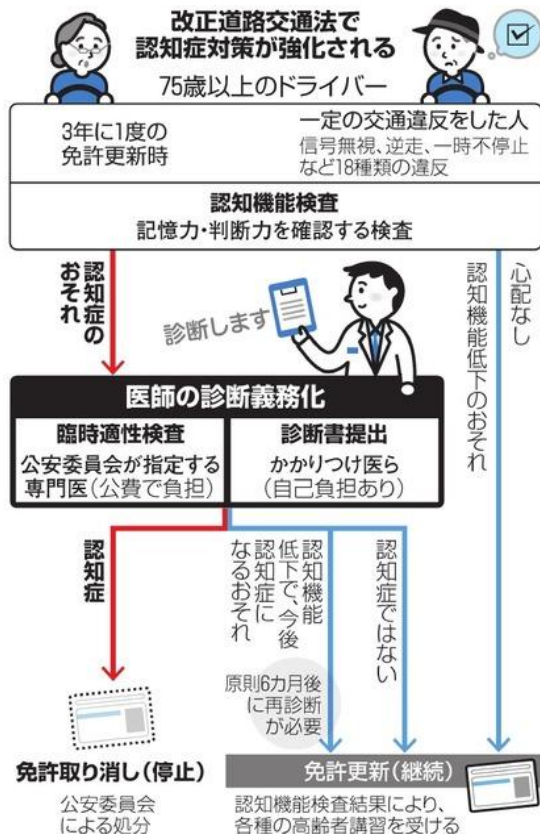 改正道路交通法で
認知症対策が強化される
75歳以上のドライバー
3年に1度の
免許更新時
一定の交通違反をした人
信号無視、逆走、一時不停止
など18種類の違反
認知機能検査
記憶力・判断力を確認する検査
認知症の
おそれ
診断します
心配なし
認知機能低下のおそれ
医師の診断義務化
臨時適性検査
公安委員会が指定する
専門医(公費で負担)
診断書提出
かかりつけ医ら
(自己負担あり)
認知症
認知機能
低下で、今後
認知症に
なるおそれ
認知症ではない
原則6カ月後
に再診断
が必要
免許取り消し(停止)
公安委員会
による処分
免許更新(継続)
認知機能検査結果により、
各種の高齢者講習を受ける